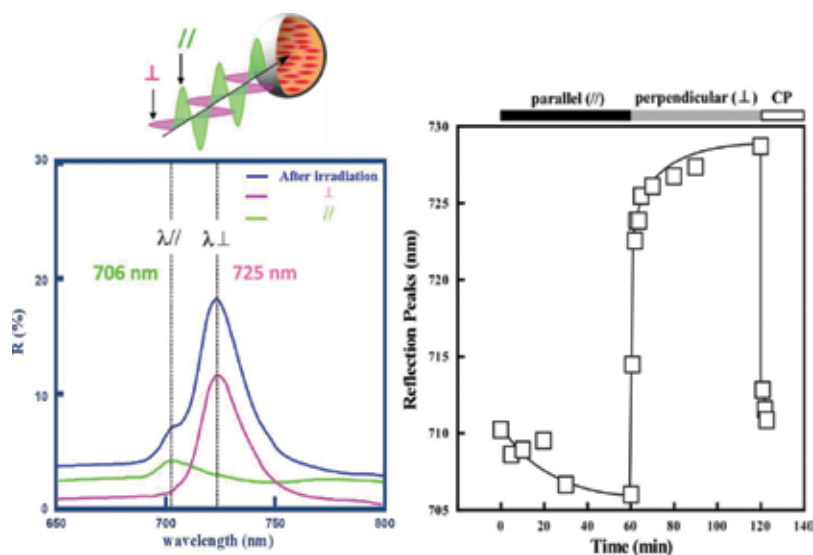 //
⊥
30
20
10
0
R (%)
650
700
750
800
wavelength (nm)
After irradiation
⊥
//
λ//
λ⊥
706 nm
725 nm
parallel (//)
perpendicular (⊥)
CP
730
725
720
715
710
705
Reflection Peaks (nm)
0
20
40
60
80
100
120
140
Time (min)